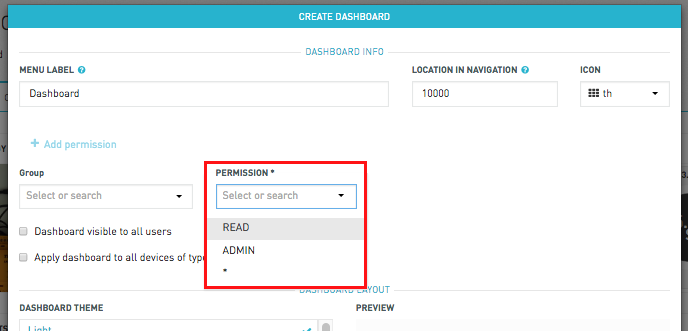 CREATE DASHBOARD
DASHBOARD INFO
MENU LABEL ?
LOCATION IN NAVIGATION ?
ICON
Dashboard
10000
th
+ Add permission
Group
PERMISSION *
Select or search
Select or search
READ
Dashboard visible to all users
ADMIN
Apply dashboard to all devices of type
*
DASHBOARD LAYOUT
DASHBOARD THEME
PREVIEW
Light